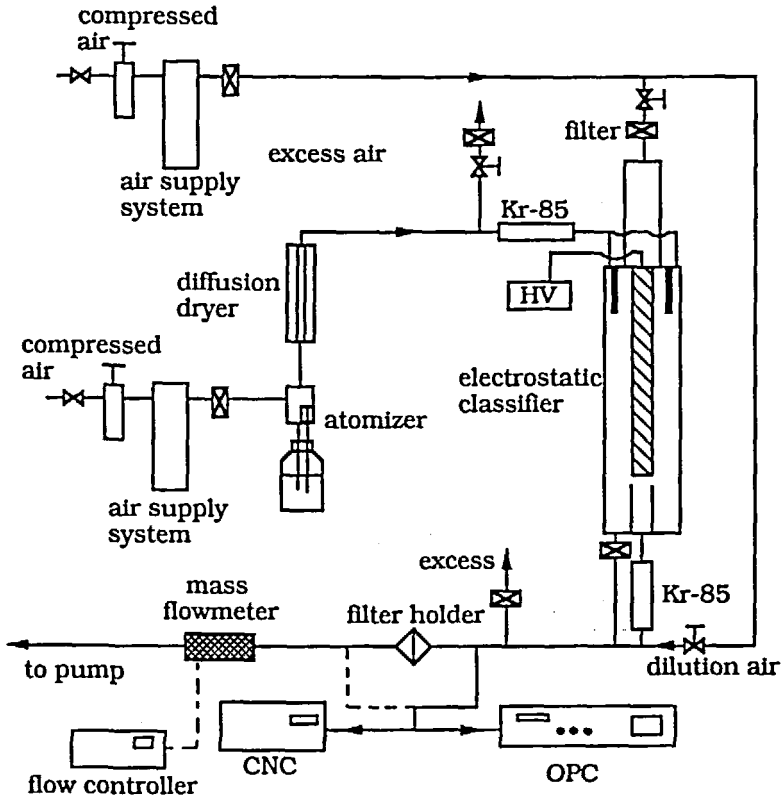 compressed
air
air supply
system
excess air
filter
Kr-85
HV
diffusion
dryer
compressed
air
electrostatic
classifier
atomizer
air supply
system
excess
mass
flowmeter
filter holder
Kr-85
to pump
dilution air
CNC
OPC
flow controller